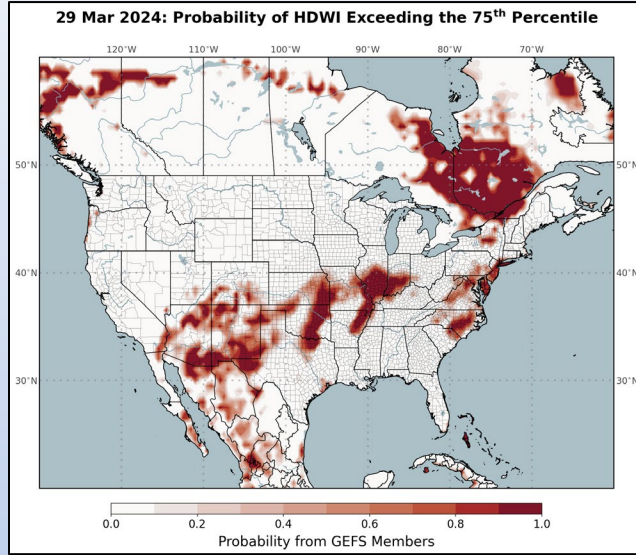 29 Mar 2024: Probability of HDWI Exceeding the 75th Percentile
120°W 110°W 100°W 90°W 80°W 70°W
50°N 50°N
40°N 40°N
30°N 30°N
0.0 0.2 0.4 0.6 0.8 1.0
Probability from GEFS Members